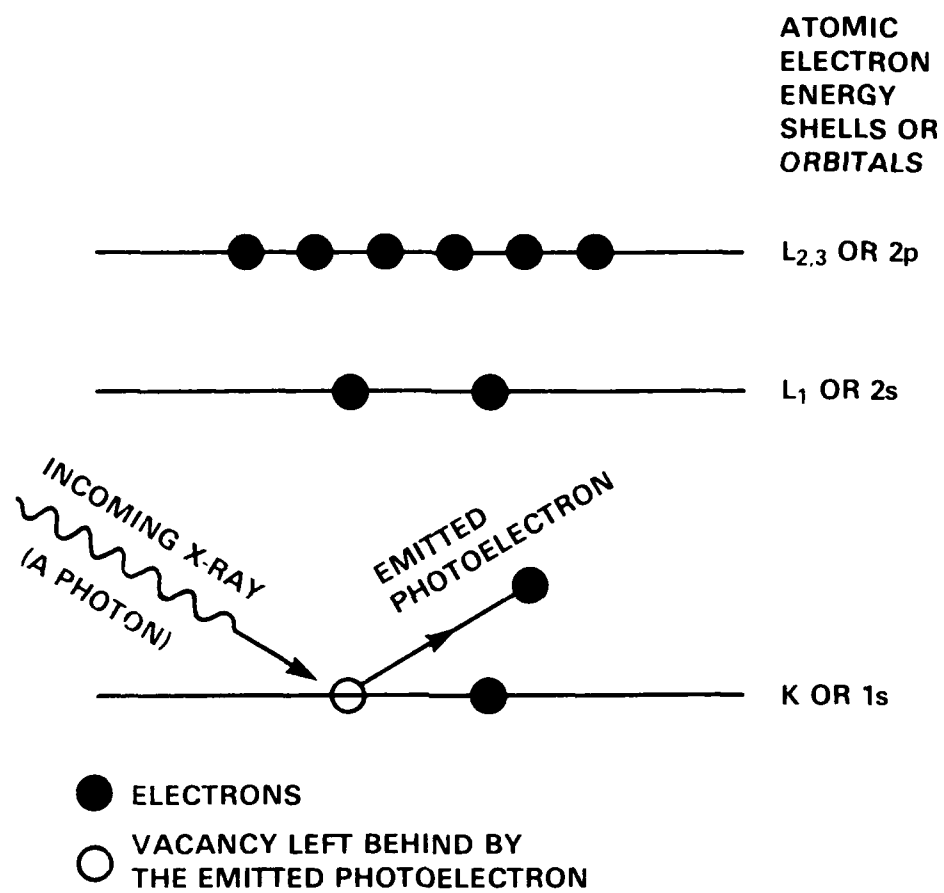 ATOMIC
ELECTRON
ENERGY
SHELLS OR
ORBITALS
L2,3 OR 2p
L1 OR 2s
INCOMING X-RAY
(A PHOTON)
EMITTED
PHOTOELECTRON
K OR 1s
ELECTRONS
VACANCY LEFT BEHIND BY
THE EMITTED PHOTOELECTRON